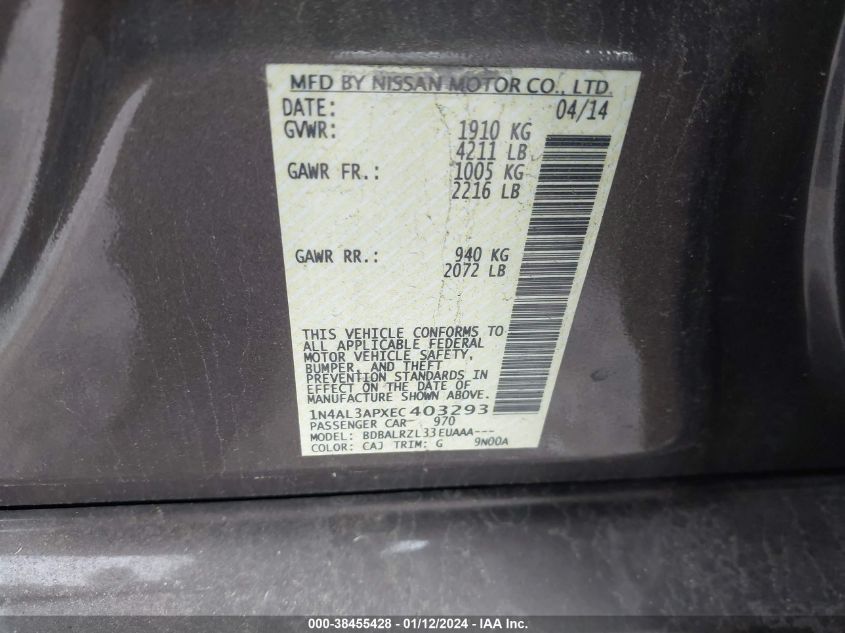 MFD BY NISSAN MOTOR CO., LTD.
DATE: 04/14
GVWR: 1910 KG
4211 LB
GAWR FR.: 1005 KG
2216 LB
GAWR RR.: 940 KG
2072 LB
THIS VEHICLE CONFORMS TO
ALL APPLICABLE FEDERAL
MOTOR VEHICLE SAFETY,
BUMPER, AND THEFT
PREVENTION STANDARDS IN
EFFECT ON THE DATE OF
MANUFACTURE SHOWN ABOVE.
1N4AL3APXEC403293
PASSENGER CAR 970
MODEL: BDBALRZL33EUAAA---
COLOR: CAJ TRIM: G 9N00A
000-38455428 - 01/12/2024 - IAA Inc.